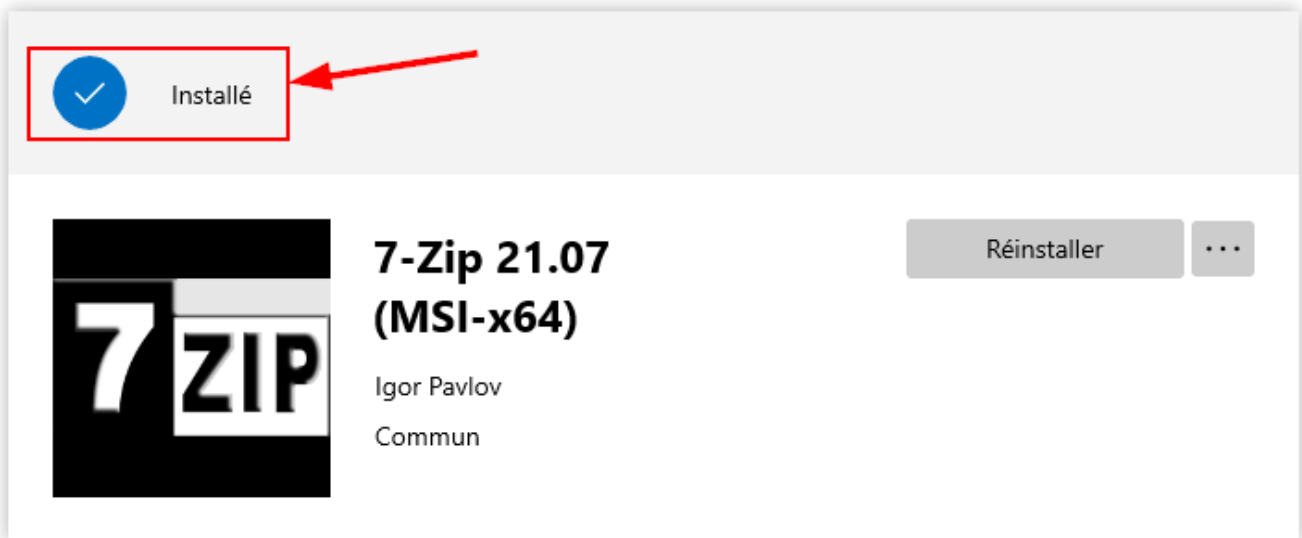 Installé
7-Zip 21.07
(MSI-x64)
Réinstaller
...
Igor Pavlov
Commun
7 ZIP